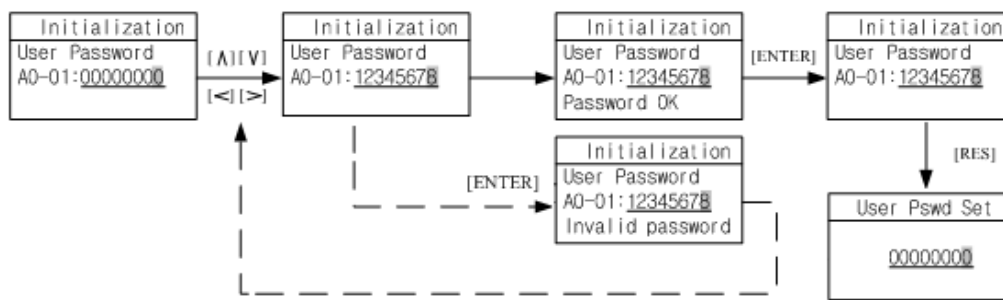 Initialization
User Password
A0-01:00000000
[∧][∨]
[<][>]
Initialization
User Password
A0-01:12345678
Initialization
User Password
A0-01:12345678
Password OK
[ENTER]
Initialization
User Password
A0-01:12345678
[ENTER]
Initialization
User Password
A0-01:12345678
Invalid password
[RES]
User Pswd Set
00000000